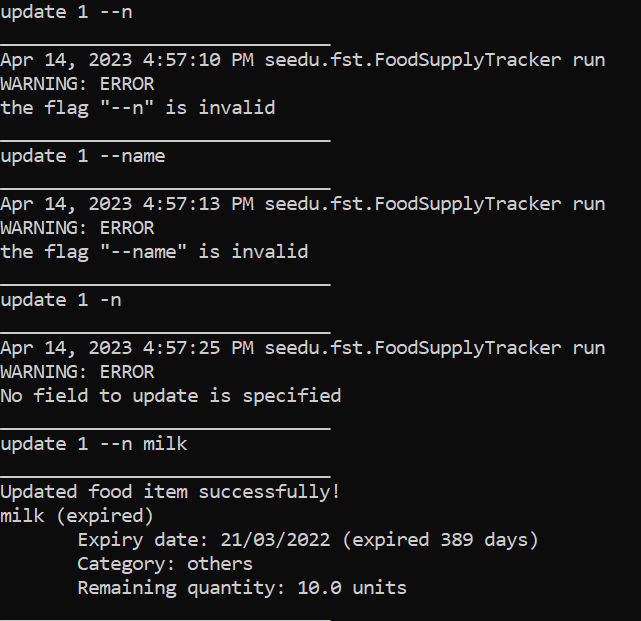 update 1 --n
Apr 14, 2023 4:57:10 PM seedu.fst.FoodSupplyTracker run
WARNING: ERROR
the flag "--n" is invalid
update 1 --name
Apr 14, 2023 4:57:13 PM seedu.fst.FoodSupplyTracker run
WARNING: ERROR
the flag "--name" is invalid
update 1 -n
Apr 14, 2023 4:57:25 PM seedu.fst.FoodSupplyTracker run
WARNING: ERROR
No field to update is specified
update 1 --n milk
Updated food item successfully!
milk (expired)
Expiry date: 21/03/2022 (expired 389 days)
Category: others
Remaining quantity: 10.0 units